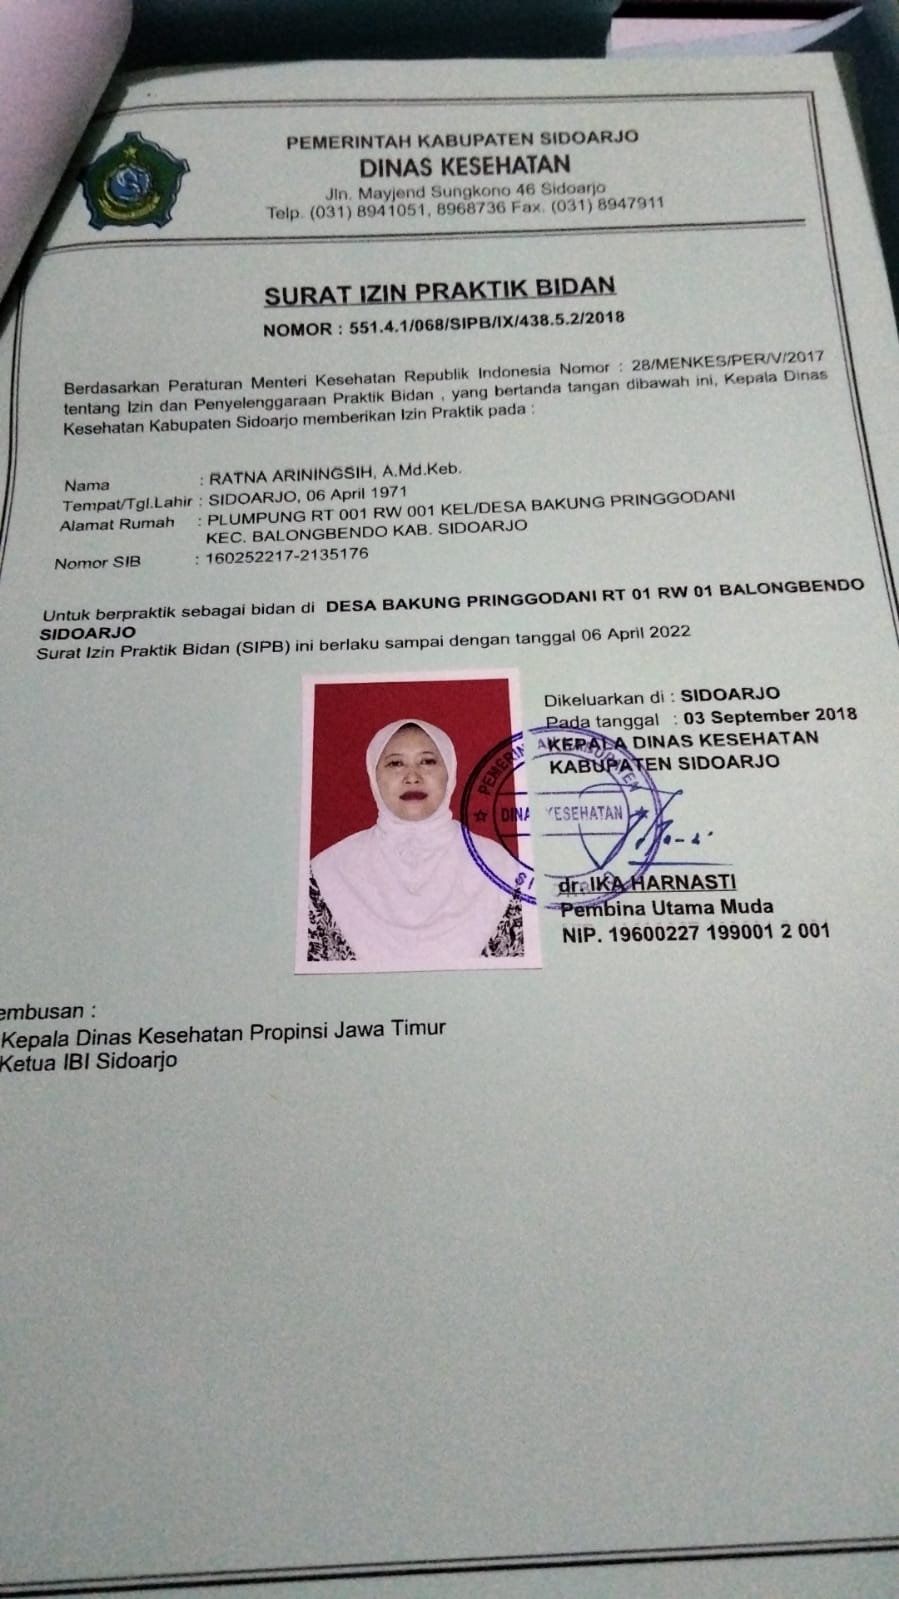 PEMERINTAH KABUPATEN SIDOARJO
DINAS KESEHATAN
Jln. Mayjend Sungkono 46 Sidoarjo
Telp. (031) 8941051, 8968736 Fax. (031) 8947911
SURAT IZIN PRAKTIK BIDAN
NOMOR : 551.4.1/068/SIPB/IX/438.5.2/2018
Berdasarkan Peraturan Menteri Kesehatan Republik Indonesia Nomor : 28/MENKES/PER/V/2017
tentang Izin dan Penyelenggaraan Praktik Bidan , yang bertanda tangan dibawah ini, Kepala Dinas
Kesehatan Kabupaten Sidoarjo memberikan Izin Praktik pada :
Nama : RATNA ARININGSIH, A.Md.Keb.
Tempat/Tgl.Lahir : SIDOARJO, 06 April 1971
Alamat Rumah : PLUMPUNG RT 001 RW 001 KEL/DESA BAKUNG PRINGGODANI
KEC. BALONGBENDO KAB. SIDOARJO
Nomor SIB : 160252217-2135176
Untuk berpraktik sebagai bidan di DESA BAKUNG PRINGGODANI RT 01 RW 01 BALONGBENDO
SIDOARJO
Surat Izin Praktik Bidan (SIPB) ini berlaku sampai dengan tanggal 06 April 2022
Dikeluarkan di : SIDOARJO
Pada tanggal : 03 September 2018
KEPALA DINAS KESEHATAN
KABUPATEN SIDOARJO
DINA KESEHATAN
dr. IKA HARNASTI
Pembina Utama Muda
NIP. 19600227 199001 2 001
embusan :
Kepala Dinas Kesehatan Propinsi Jawa Timur
Ketua IBI Sidoarjo